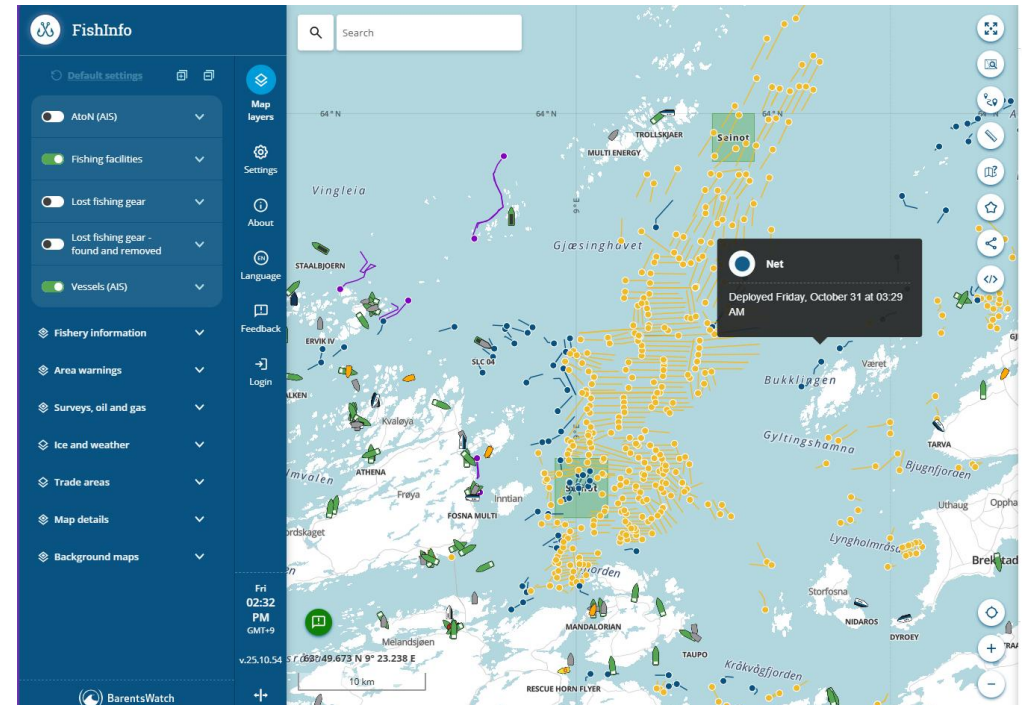 FishInfo
Default settings
AtoN (AIS)
Fishing facilities
Lost fishing gear
Lost fishing gear -
found and removed
Vessels (AIS)
Fishery information
Area warnings
Surveys, oil and gas
Ice and weather
Trade areas
Map details
Background maps
BarentsWatch
Map
layers
Settings
About
EN
Language
Feedback
Login
Fri
02:32
PM
GMT+9
v.25.10.54
Search
64°N
64°N
64°N
TROLLSKJAER
MULTI ENERGY
Seinot
Vingleia
9°E
Gjæsinghavet
STAALBJOERN
Net
Deployed Friday, October 31 at 03:29
AM
ERVIK IV
SLC 04
Været
Bukklingen
Kvaløya
Gyltingshamna
TARVA
ATHENA
Bjugnfjorden
Frøya
Inntian
FOSNA MULTI
Uthaug
Lyngholmråsa
Storfosna
NIDAROS
DYROEY
MANDALORIAN
Melandsjøen
TAUPO
63° 49.673 N 9° 23.238 E
Kråkvågfjorden
10 km
RESCUE HORN FLYER